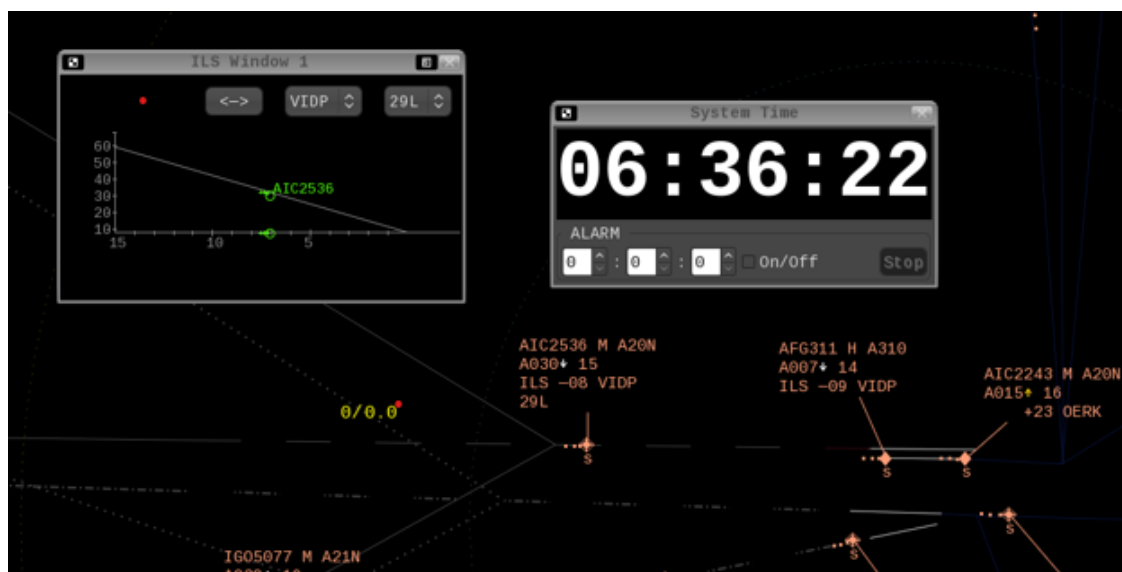 ILS Window 1
<-> VIDP 29L
60
50
40
30
20
10
AIC2536
15 10 5
System Time
06:36:22
ALARM
0 : 0 : 0 On/Off Stop
AIC2536 M A20N
A030↓ 15
ILS -08 VIDP
29L
S
AFG311 H A310
A007↓ 14
ILS -09 VIDP
S
AIC2243 M A20N
A015↑ 16
+23 OERK
S
0/0.0
S
S
IGO5077 M A21N